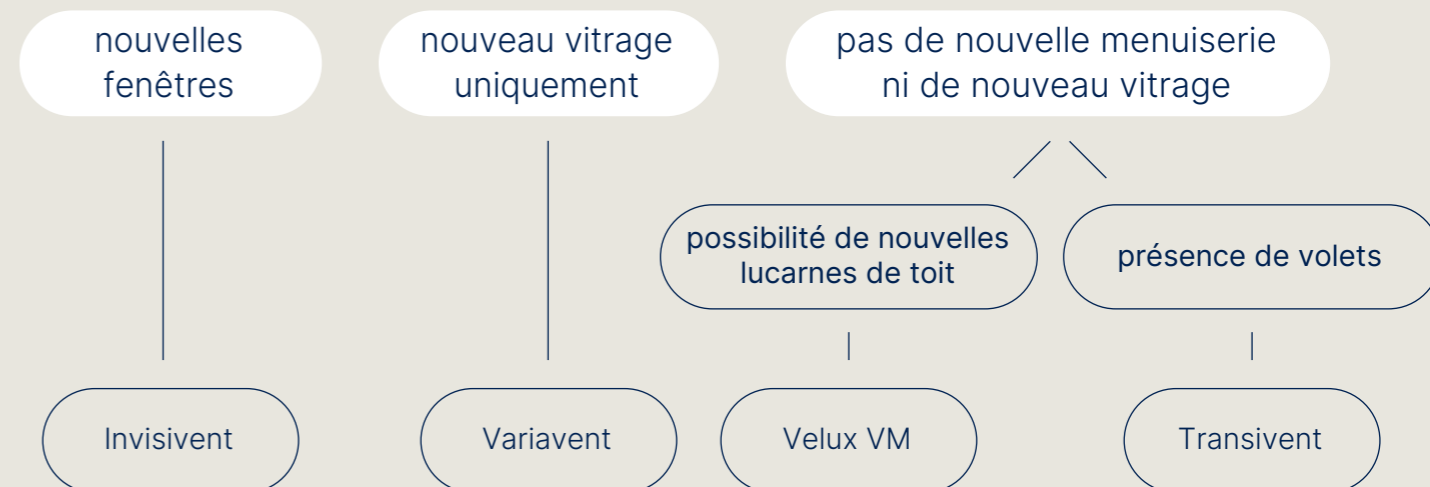 nouvelles
fenêtres
nouveau vitrage
uniquement
pas de nouvelle menuiserie
ni de nouveau vitrage
possibilité de nouvelles
lucarnes de toit
présence de volets
Invisivent
Variavent
Velux VM
Transivent